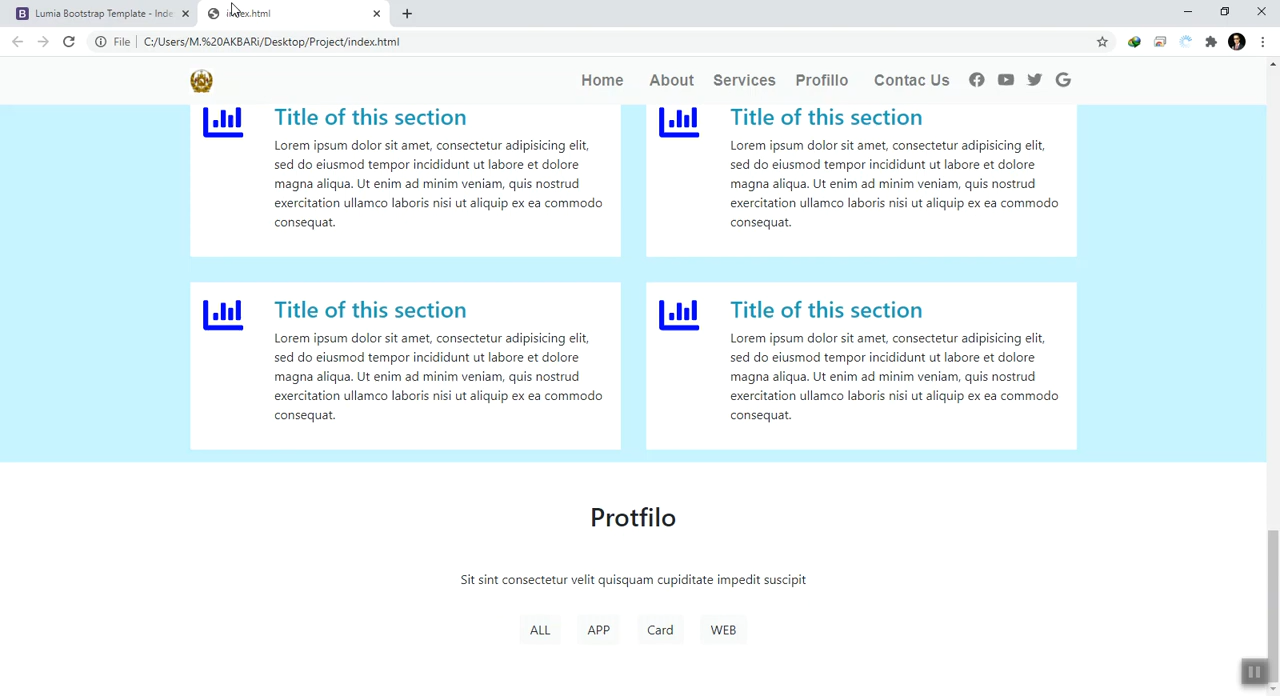 Lumia Bootstrap Template - Inde
index.html
File
C:/Users/M.%20AKBARi/Desktop/Project/index.html
Home About Services Profillo Contac Us
Title of this section
Lorem ipsum dolor sit amet, consectetur adipisicing elit,
sed do eiusmod tempor incididunt ut labore et dolore
magna aliqua. Ut enim ad minim veniam, quis nostrud
exercitation ullamco laboris nisi ut aliquip ex ea commodo
consequat.
Title of this section
Lorem ipsum dolor sit amet, consectetur adipisicing elit,
sed do eiusmod tempor incididunt ut labore et dolore
magna aliqua. Ut enim ad minim veniam, quis nostrud
exercitation ullamco laboris nisi ut aliquip ex ea commodo
consequat.
Title of this section
Lorem ipsum dolor sit amet, consectetur adipisicing elit,
sed do eiusmod tempor incididunt ut labore et dolore
magna aliqua. Ut enim ad minim veniam, quis nostrud
exercitation ullamco laboris nisi ut aliquip ex ea commodo
consequat.
Title of this section
Lorem ipsum dolor sit amet, consectetur adipisicing elit,
sed do eiusmod tempor incididunt ut labore et dolore
magna aliqua. Ut enim ad minim veniam, quis nostrud
exercitation ullamco laboris nisi ut aliquip ex ea commodo
consequat.
Protfilo
Sit sint consectetur velit quisquam cupiditate impedit suscipit
ALL APP Card WEB